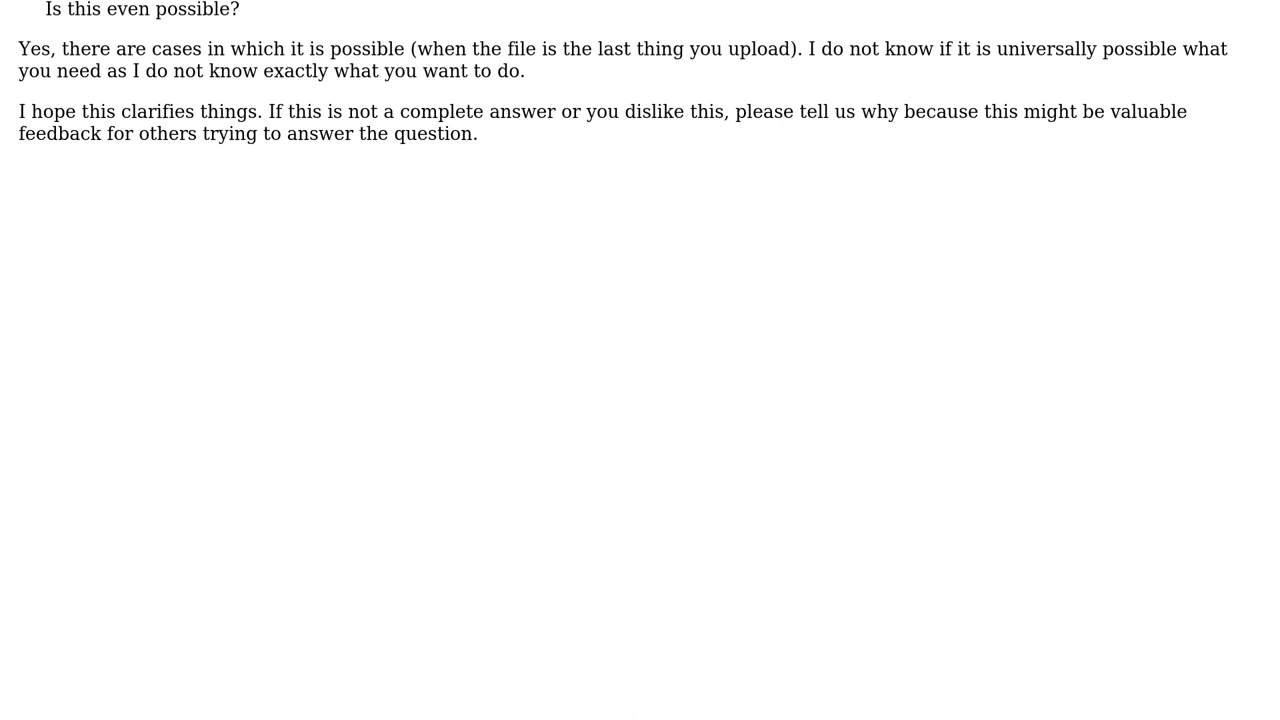 Is this even possible?
Yes, there are cases in which it is possible (when the file is the last thing you upload). I do not know if it is universally possible what
you need as I do not know exactly what you want to do.
I hope this clarifies things. If this is not a complete answer or you dislike this, please tell us why because this might be valuable
feedback for others trying to answer the question.